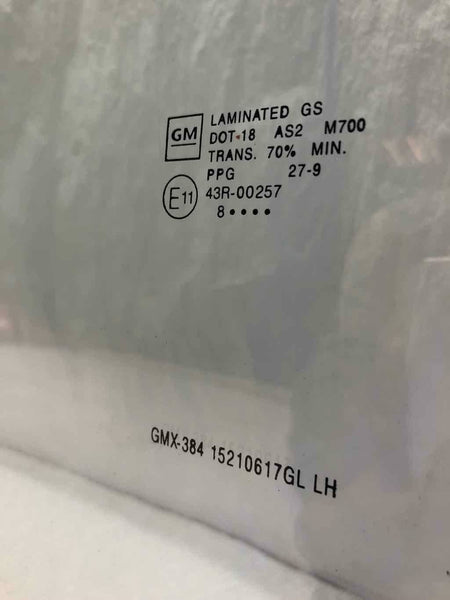 GM
LAMINATED GS
DOT-18 AS2 M700
TRANS. 70% MIN.
PPG 27-9
E11 43R-00257
8••••
GMX-384 15210617GL LH